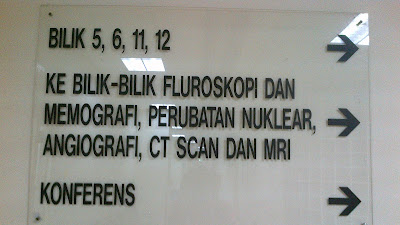 BILIK 5, 6, 11, 12
KE BILIK-BILIK FLUROSKOPI DAN
MEMOGRAFI, PERUBATAN NUKLEAR,
ANGIOGRAFI, CT SCAN DAN MRI
KONFERENS